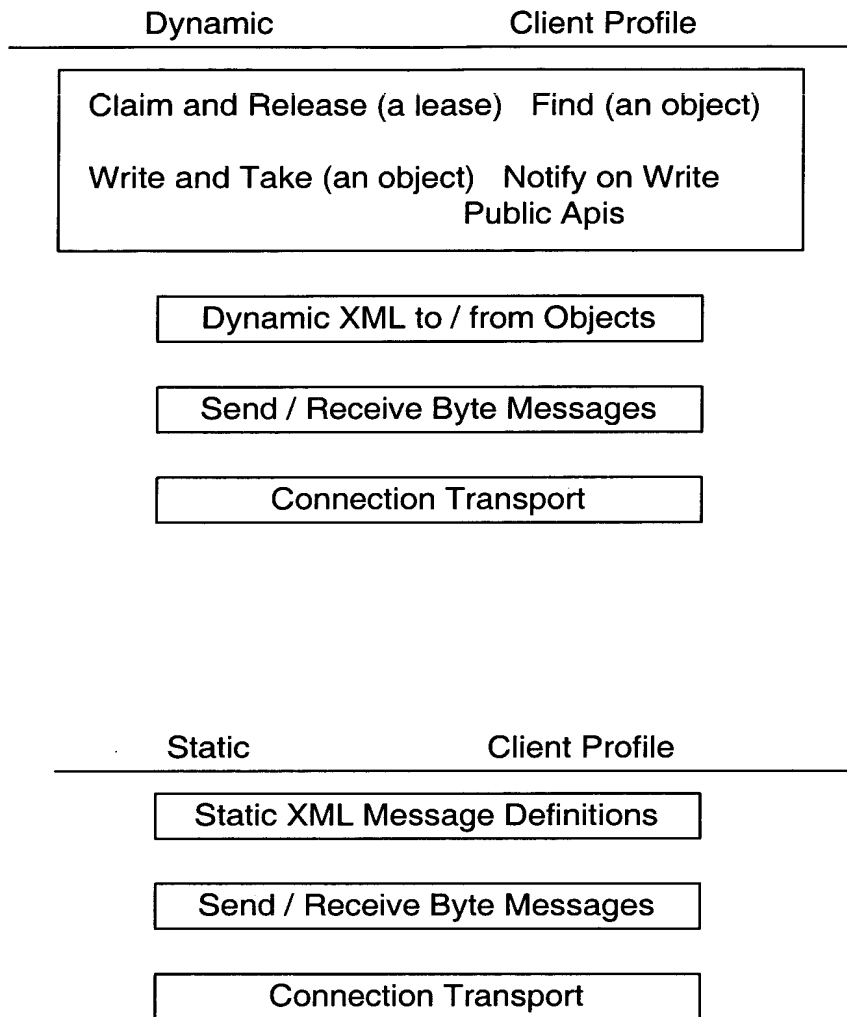 Dynamic Client Profile
Claim and Release (a lease) Find (an object)
Write and Take (an object) Notify on Write
Public Apis
Dynamic XML to / from Objects
Send / Receive Byte Messages
Connection Transport
Static Client Profile
Static XML Message Definitions
Send / Receive Byte Messages
Connection Transport